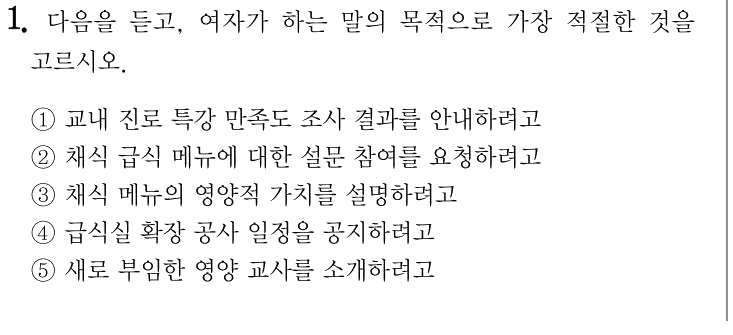 1. 다음을 듣고, 여자가 하는 말의 목적으로 가장 적절한 것을
고르시오.
① 교내 진로 특강 만족도 조사 결과를 안내하려고
② 채식 급식 메뉴에 대한 설문 참여를 요청하려고
③ 채식 메뉴의 영양적 가치를 설명하려고
④ 급식실 확장 공사 일정을 공지하려고
⑤ 새로 부임한 영양 교사를 소개하려고